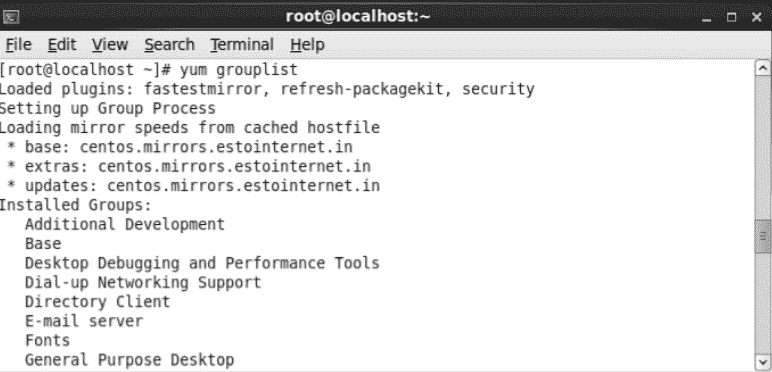 root@localhost:~
File Edit View Search Terminal Help
[root@localhost ~]# yum grouplist
Loaded plugins: fastestmirror, refresh-packagekit, security
Setting up Group Process
Loading mirror speeds from cached hostfile
 * base: centos.mirrors.estointernet.in
 * extras: centos.mirrors.estointernet.in
 * updates: centos.mirrors.estointernet.in
Installed Groups:
   Additional Development
   Base
   Desktop Debugging and Performance Tools
   Dial-up Networking Support
   Directory Client
   E-mail server
   Fonts
   General Purpose Desktop